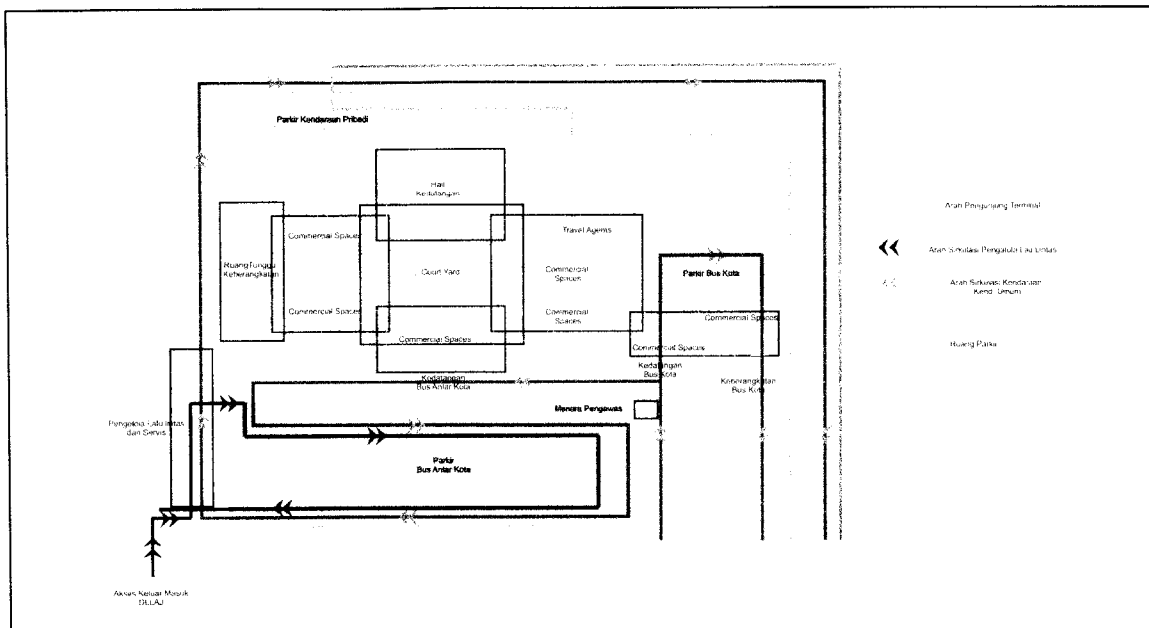 Parkir Kendaraan Pribadi
Hall
Kedatangan
Commercial Spaces
Travel Agents
Ruang Tunggu
Keberangkatan
Court Yard
Commercial
Spaces
Commercial Spaces
Commercial
Spaces
Commercial Spaces
Kedatangan
Bus Antar Kota
Parkir Bus Kota
Commercial Spaces
Commercial Spaces
Kedatangan
Bus Kota
Keberangkatan
Bus Kota
Menara Pengawas
Pengelola Lalu lintas
dan Servis
Parkir
Bus Antar Kota
Akses Keluar Masuk
Arah Pengunjung Terminal
Arah Sirkulasi Pengelola Lalu Lintas
Arah Sirkulasi Kendaraan
Kend. Umum
Ruang Parkir